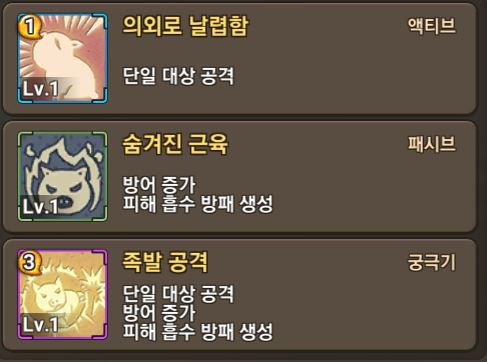 1
의외로 날렵함
액티브
단일 대상 공격
Lv.1
숨겨진 근육
패시브
방어 증가
피해 흡수 방패 생성
Lv.1
3
족발 공격
궁극기
단일 대상 공격
방어 증가
피해 흡수 방패 생성
Lv.1